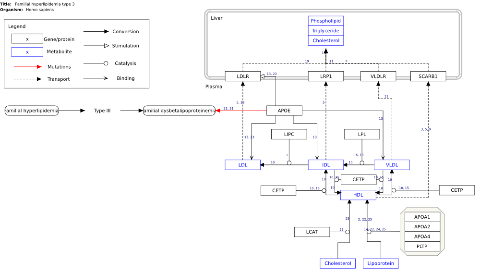 Title: Familial hyperlipidemia type 3
Organism: Homo sapiens
Legend
x Gene/protein
x Metabolite
Mutations
Transport
Conversion
Stimulation
Catalysis
Binding
Liver
Phospholipid
Triglyceride
Cholesterol
LDLR
LRP1
VLDLR
SCARB1
Plasma
Familial hyperlipidemia
Type III
Familial dysbetalipoproteinemia
APOE
LIPC
LPL
LDL
IDL
VLDL
CETP
CETP
HDL
CETP
LCAT
APOA1
APOA2
APOA4
PLTP
Cholesterol
Lipoprotein